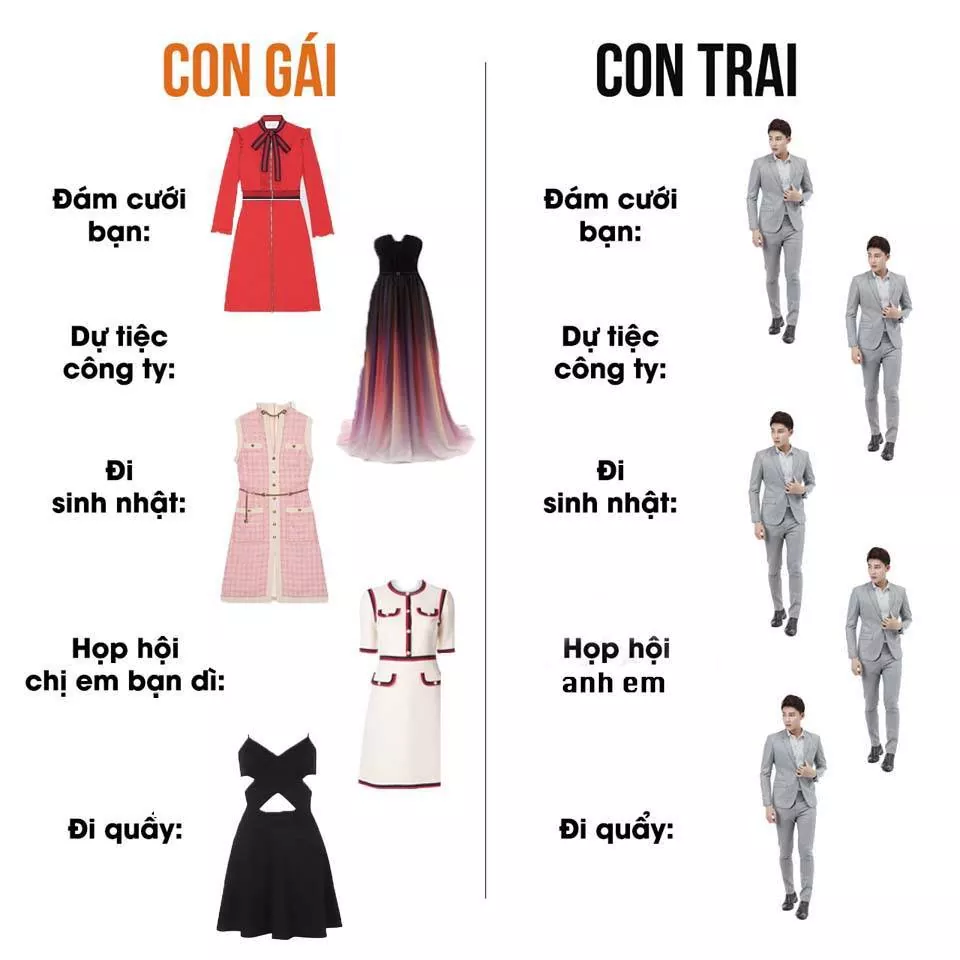 CON GÁI
Đám cưới
bạn:
Dự tiệc
công ty:
Đi
sinh nhật:
Họp hội
chị em bạn dì:
Đi quẩy:
CON TRAI
Đám cưới
bạn:
Dự tiệc
công ty:
Đi
sinh nhật:
Họp hội
anh em
Đi quẩy: